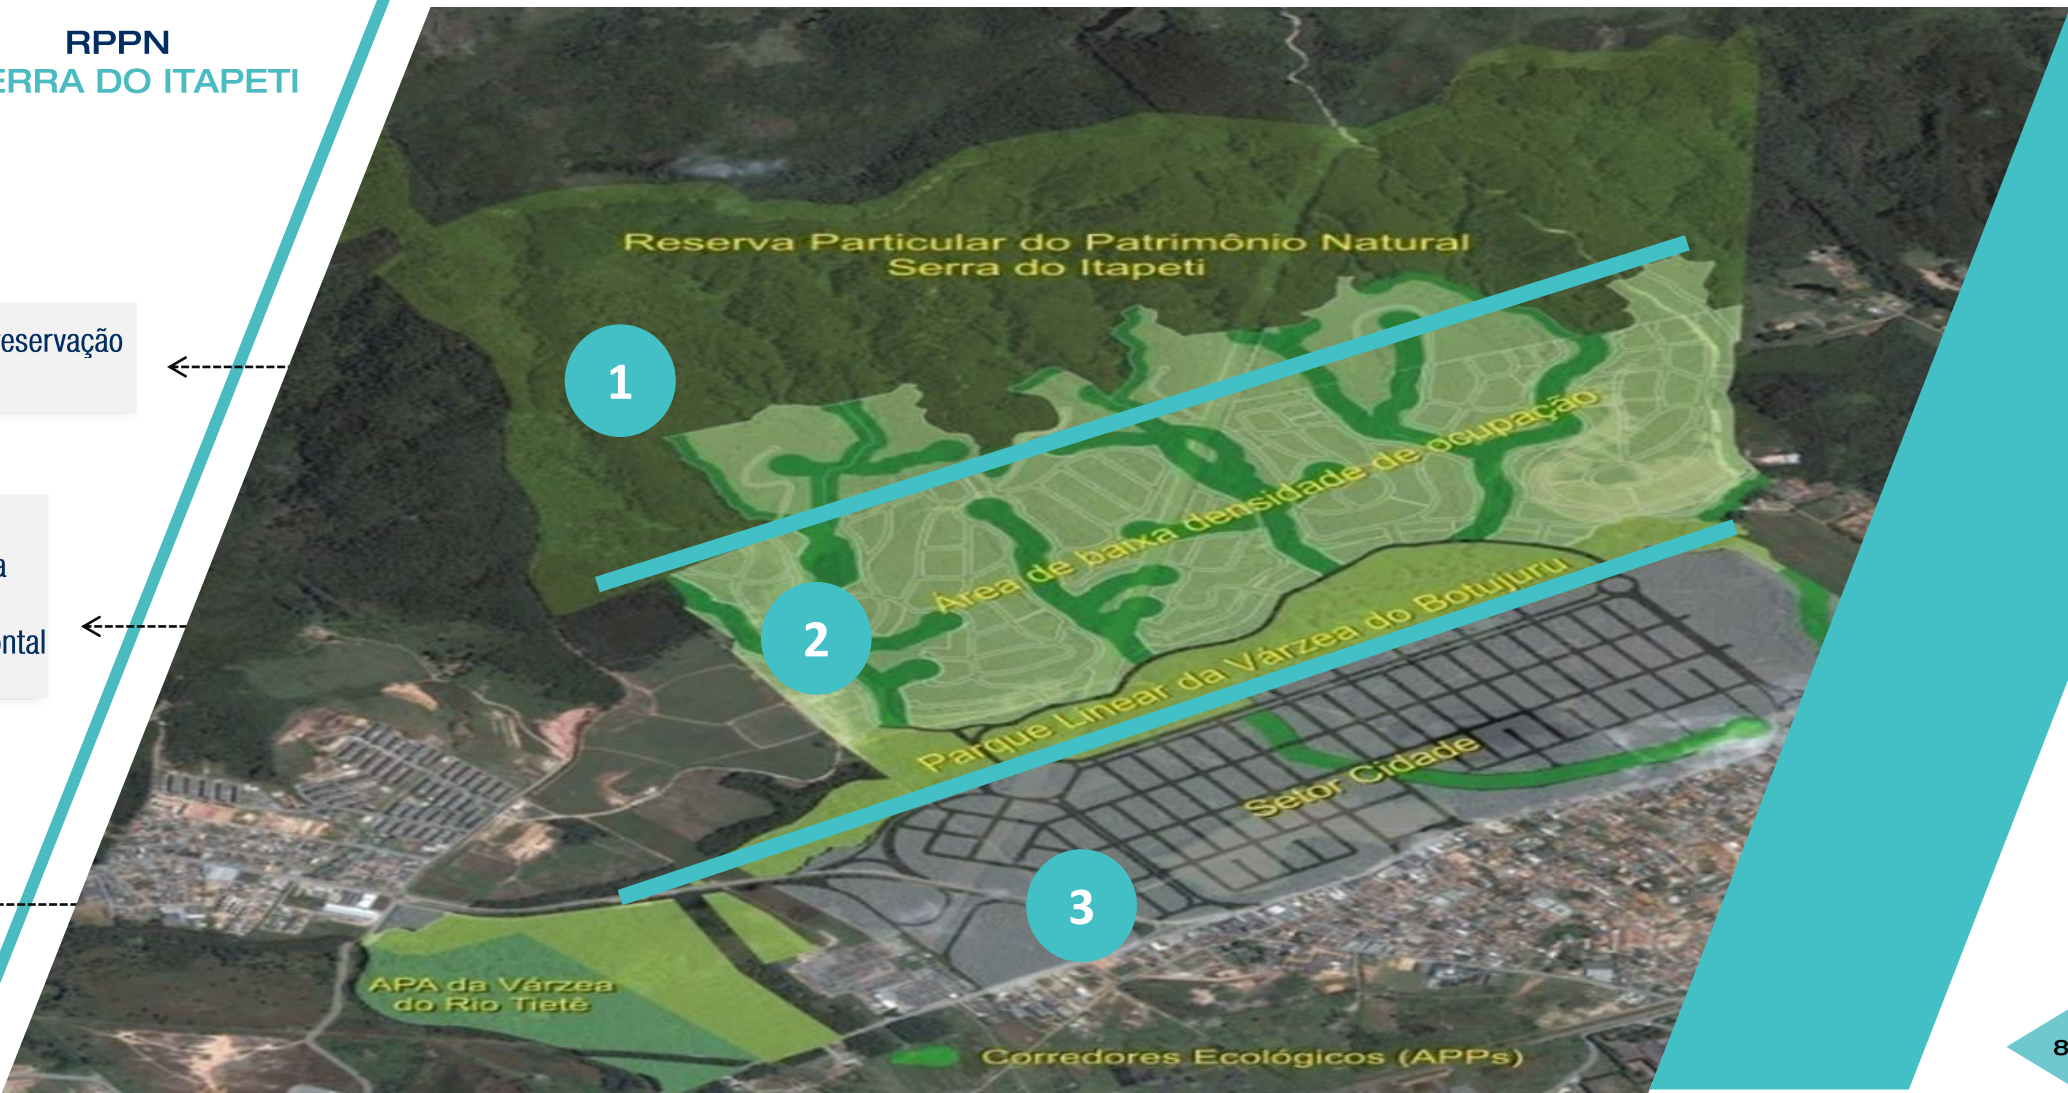 RPPN
ERRA DO ITAPETI
eservação
a
ntal
Reserva Particular do Patrimônio Natural
Serra do Itapeti
1
Área de baixa densidade de ocupação
2
Parque Linear da Várzea do Botujuru
Setor Cidade
3
APA da Várzea
do Rio Tietê
Corredores Ecológicos (APPs)
8